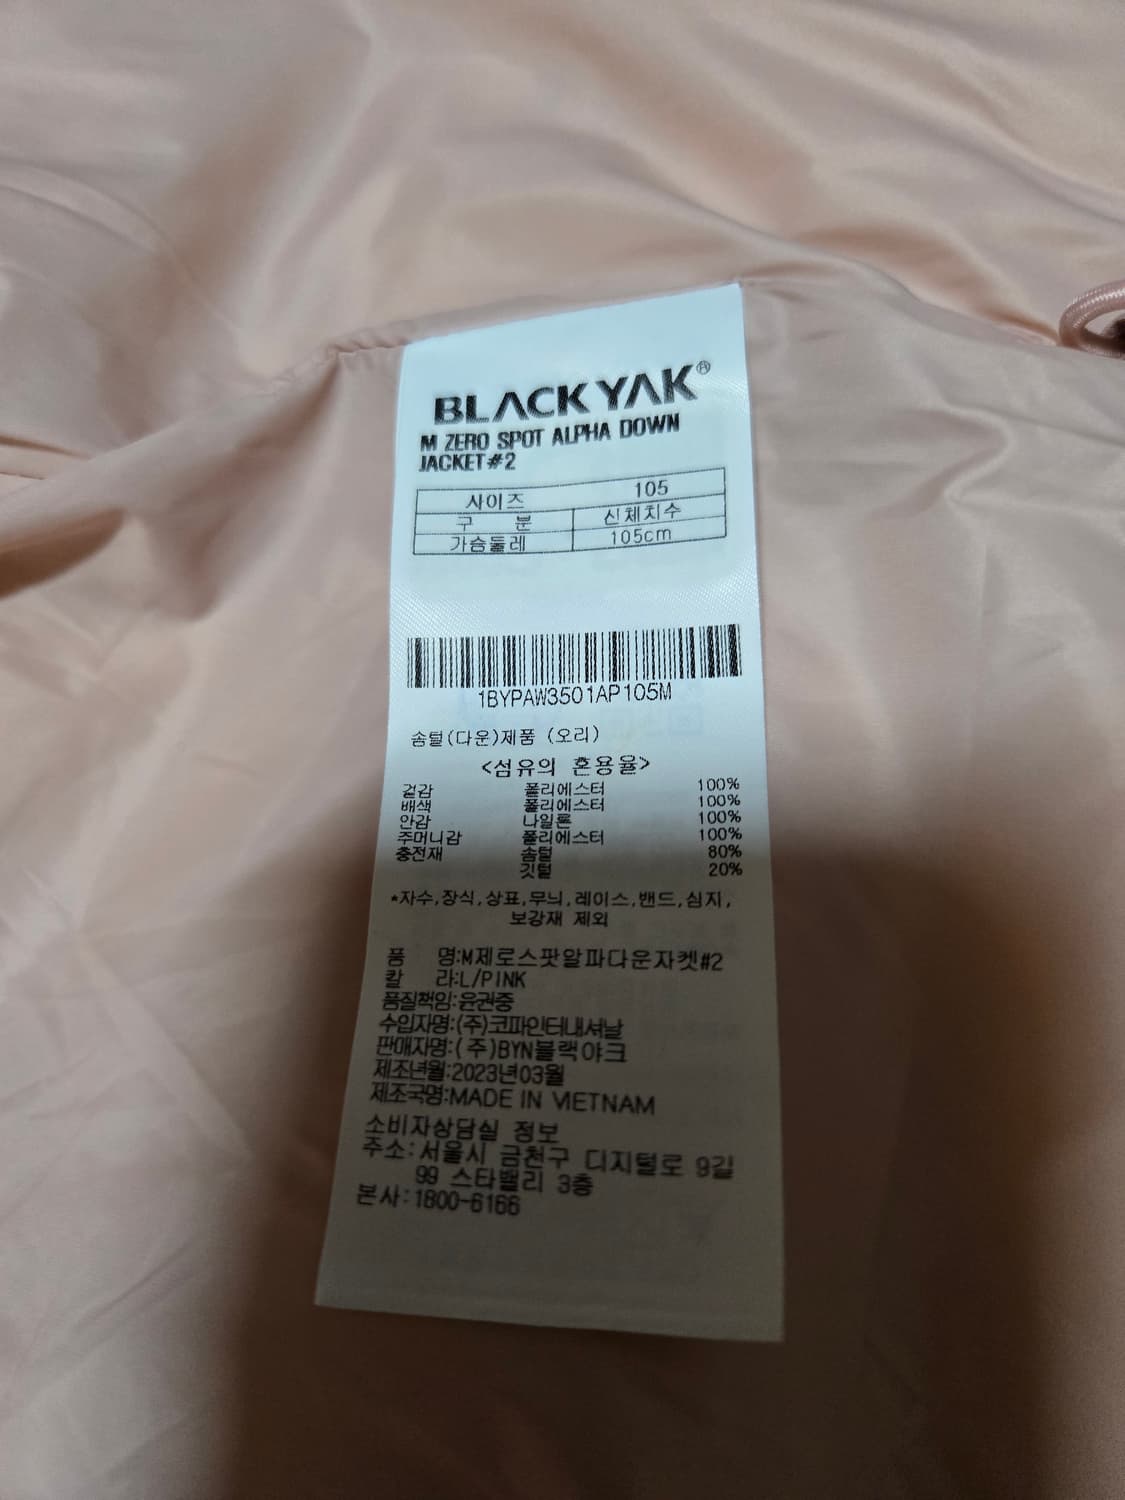 BLACKYAK®
M ZERO SPOT ALPHA DOWN
JACKET#2
사이즈 105
구 분 신체치수
가슴둘레 105cm
1BYPAW3501AP105M
솜털(다운)제품 (오리)
<섬유의 혼용율>
겉감 폴리에스터 100%
배색 폴리에스터 100%
안감 나일론 100%
주머니감 폴리에스터 100%
충전재 솜털 80%
깃털 20%
*자수,장식,상표,무늬,레이스,밴드,심지,
보강재 제외
품 명:M제로스팟알파다운자켓#2
칼 라:L/PINK
품질책임:윤권중
수입자명:(주)코파인터내셔날
판매자명:(주)BYN블랙야크
제조년월:2023년03월
제조국명:MADE IN VIETNAM
소비자상담실 정보
주소:서울시 금천구 디지털로 9길
99 스타밸리 3층
본사:1800-6166